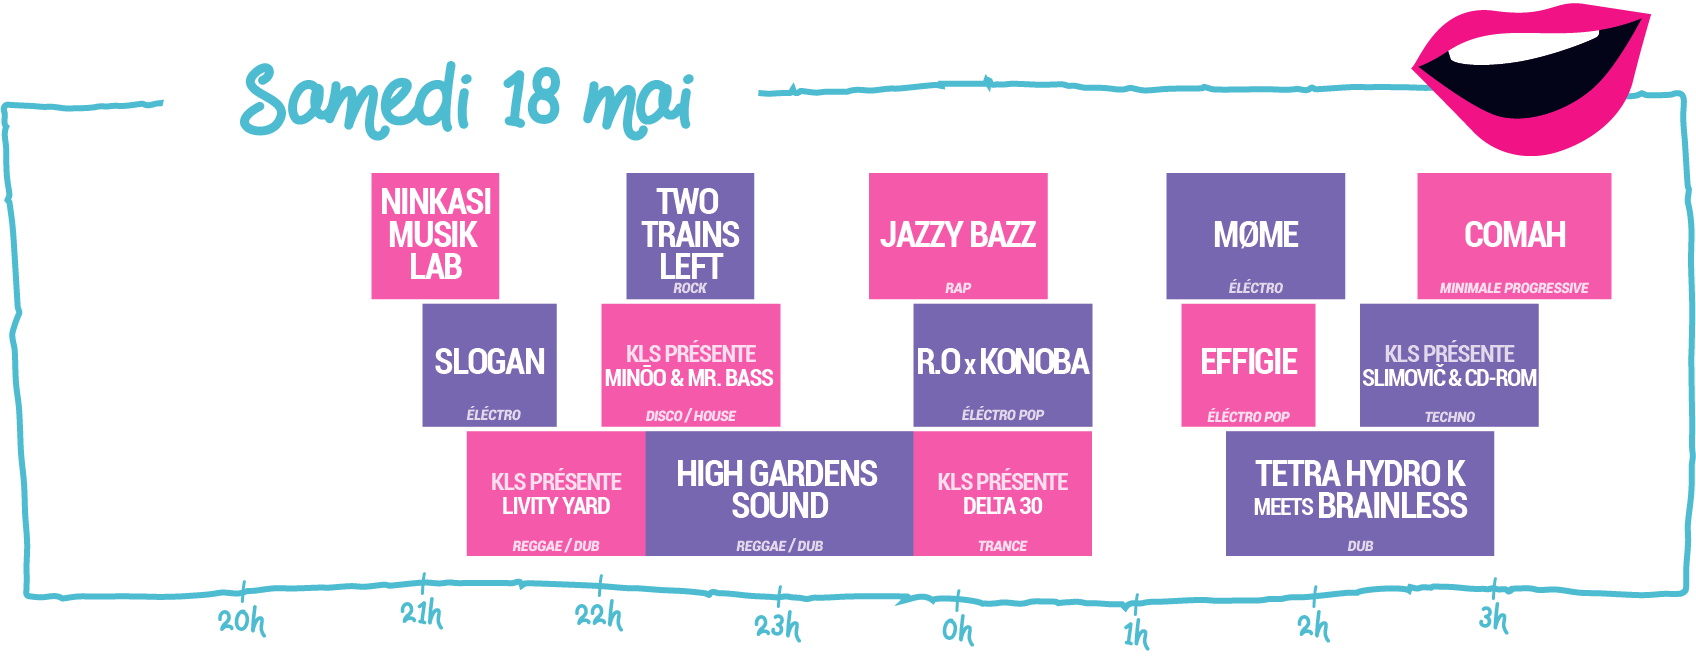 Samedi 18 mai
NINKASI
MUSIK
LAB
TWO
TRAINS
LEFT
ROCK
JAZZY BAZZ
RAP
MØME
ÉLÉCTRO
COMAH
MINIMALE PROGRESSIVE
SLOGAN
ÉLÉCTRO
KLS PRÉSENTE
MINŌO & MR. BASS
DISCO / HOUSE
R.O x KONOBA
ÉLÉCTRO POP
EFFIGIE
ÉLÉCTRO POP
KLS PRÉSENTE
SLIMOVIČ & CD-ROM
TECHNO
KLS PRÉSENTE
LIVITY YARD
REGGAE / DUB
HIGH GARDENS
SOUND
REGGAE / DUB
KLS PRÉSENTE
DELTA 30
TRANCE
TETRA HYDRO K
MEETS BRAINLESS
DUB
20h 21h 22h 23h 0h 1h 2h 3h